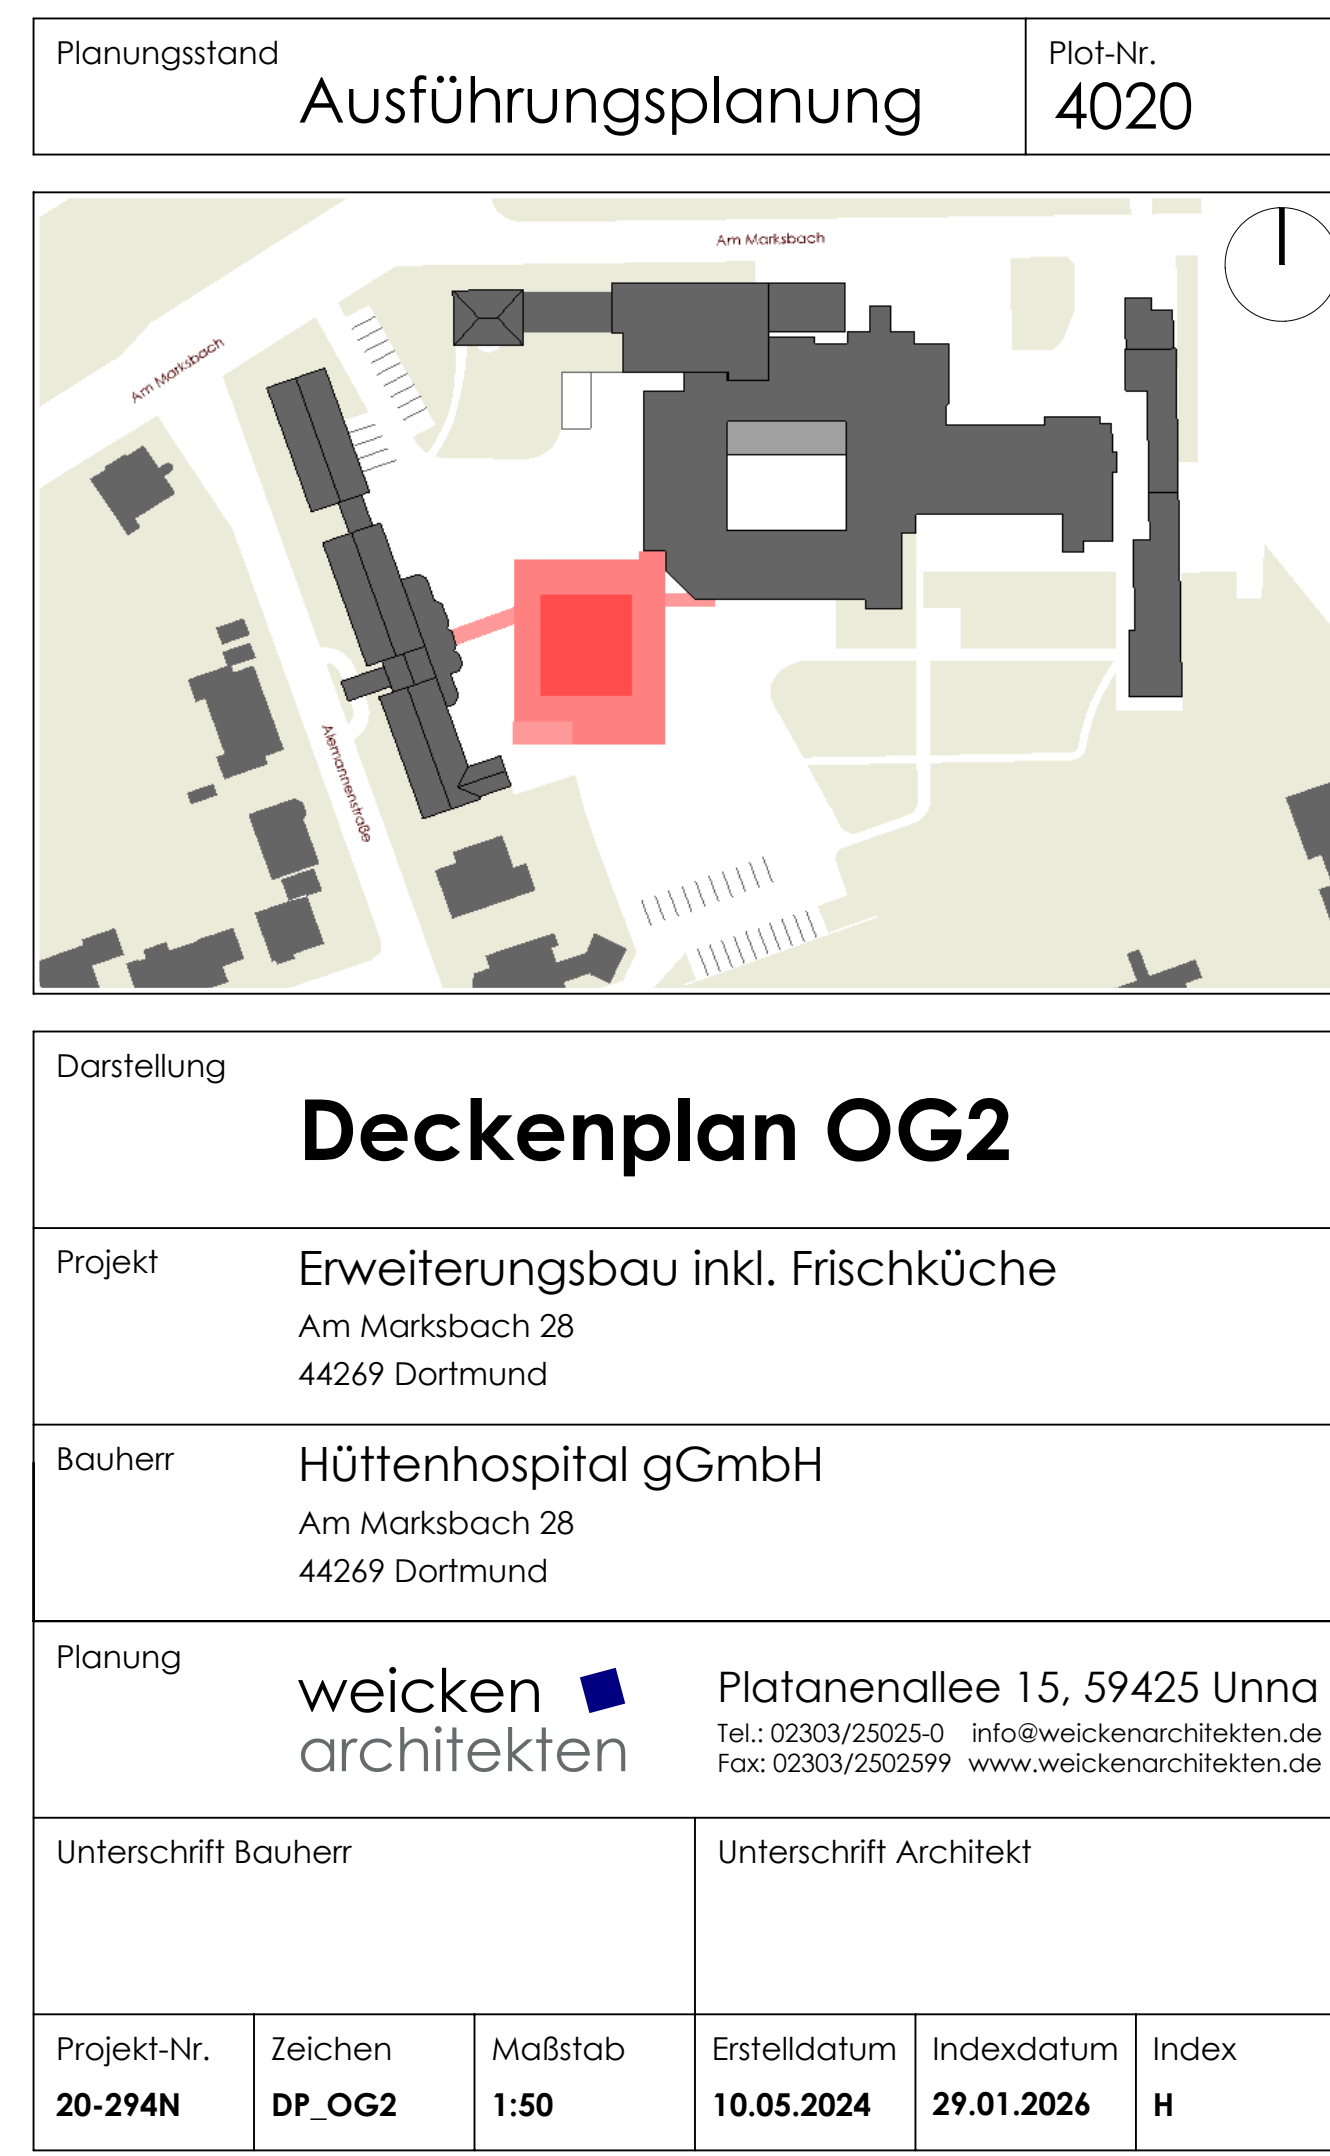 Planungsstand
Ausführungsplanung
Plot-Nr.
4020
Am Marksbach
Am Marksbach
Alemannenstraße
Darstellung
Deckenplan OG2
Projekt
Erweiterungsbau inkl. Frischküche
Am Marksbach 28
44269 Dortmund
Bauherr
Hüttenhospital gGmbH
Am Marksbach 28
44269 Dortmund
Planung
weicken
architekten
Platanenallee 15, 59425 Unna
Tel.: 02303/25025-0 info@weickenarchitekten.de
Fax: 02303/2502599 www.weickenarchitekten.de
Unterschrift Bauherr
Unterschrift Architekt
Projekt-Nr.
20-294N
Zeichen
DP_OG2
Maßstab
1:50
Erstelldatum
10.05.2024
Indexdatum
29.01.2026
Index
H